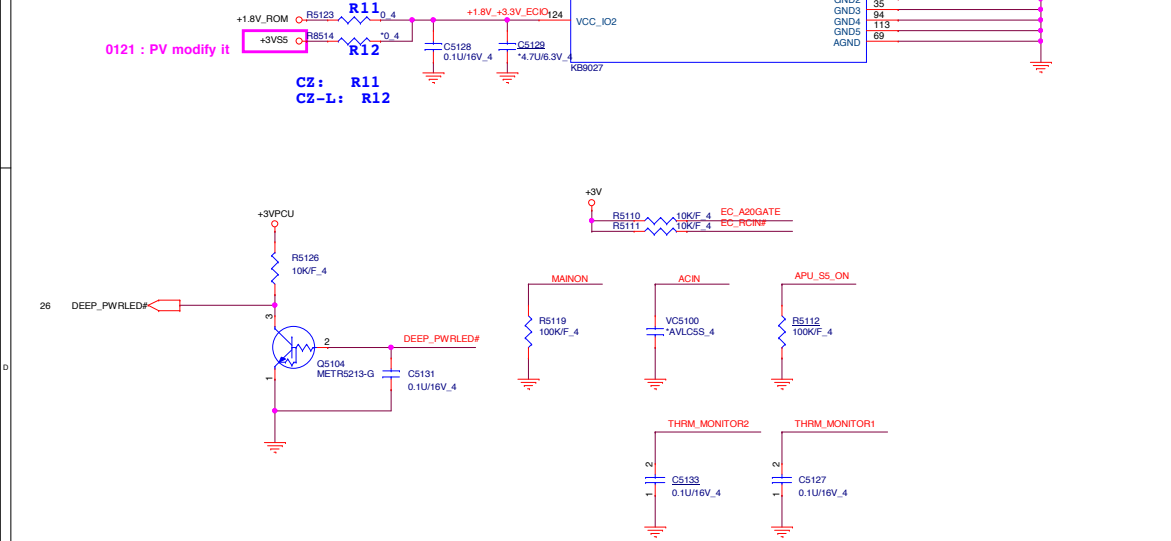 GND3 35
GND4 94
GND5 113
AGND 69
+1.8V_ROM R5123 R11 0_4 +1.8V_+3.3V_ECIO 124 VCC_IO2
+3VS5 R8514 R12 *0_4
0121 : PV modify it
C5128
0.1U/16V_4
C5129
*4.7U/6.3V_4
KB9027
CZ: R11
CZ-L: R12
+3VPCU
R5126
10K/F_4
26 DEEP_PWRLED#
3
2
1
Q5104
METR5213-G
DEEP_PWRLED#
C5131
0.1U/16V_4
D
+3V
R5110 10K/F_4 EC_A20GATE
R5111 10K/F_4 EC_RCIN#
MAINON
R5119
100K/F_4
ACIN
VC5100
*AVLC5S_4
APU_S5_ON
R5112
100K/F_4
THRM_MONITOR2
2
1
C5133
0.1U/16V_4
THRM_MONITOR1
2
1
C5127
0.1U/16V_4